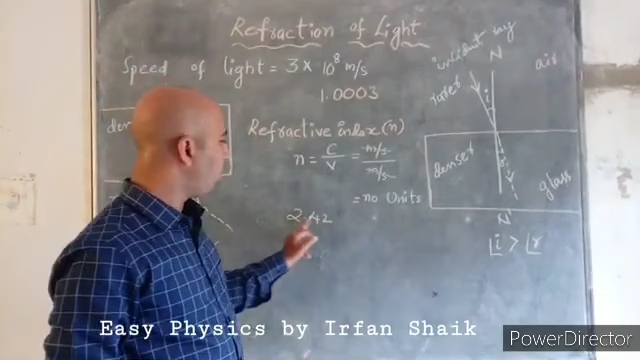 Refraction of Light
Speed of light = 3 × 10⁸ m/s
1.0003
den
Refractive index (n)
n = C/V = m/s/m/s
= no Units
2.42
incident ray
N
air
rarer
i
denser
r
glass
N'
∠i > ∠r
Easy Physics by Irfan Shaik
PowerDirector